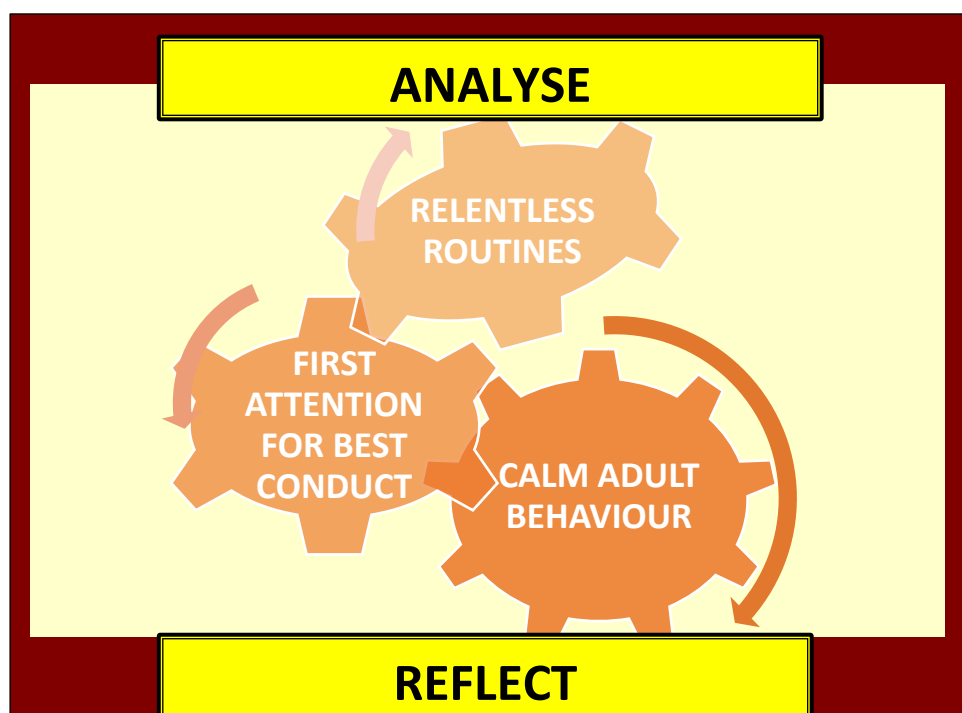 ANALYSE
RELENTLESS
ROUTINES
FIRST
ATTENTION
FOR BEST
CONDUCT
CALM ADULT
BEHAVIOUR
REFLECT